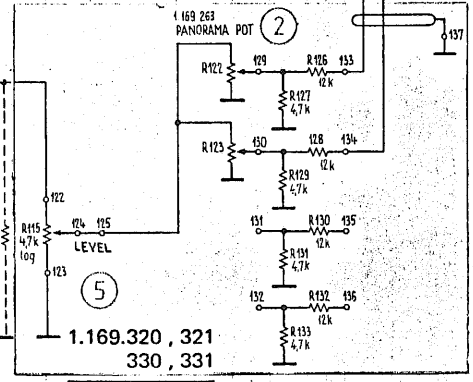 1.169 263
PANORAMA POT
2
137
R122
129
R126
133
12k
R127
4,7k
R123
130
128
134
12k
R129
4,7k
122
R115
4,7k
log
124
125
LEVEL
123
131
R130
135
12k
R131
4,7k
5
132
R132
136
12k
R133
4,7k
1.169.320 , 321
330 , 331